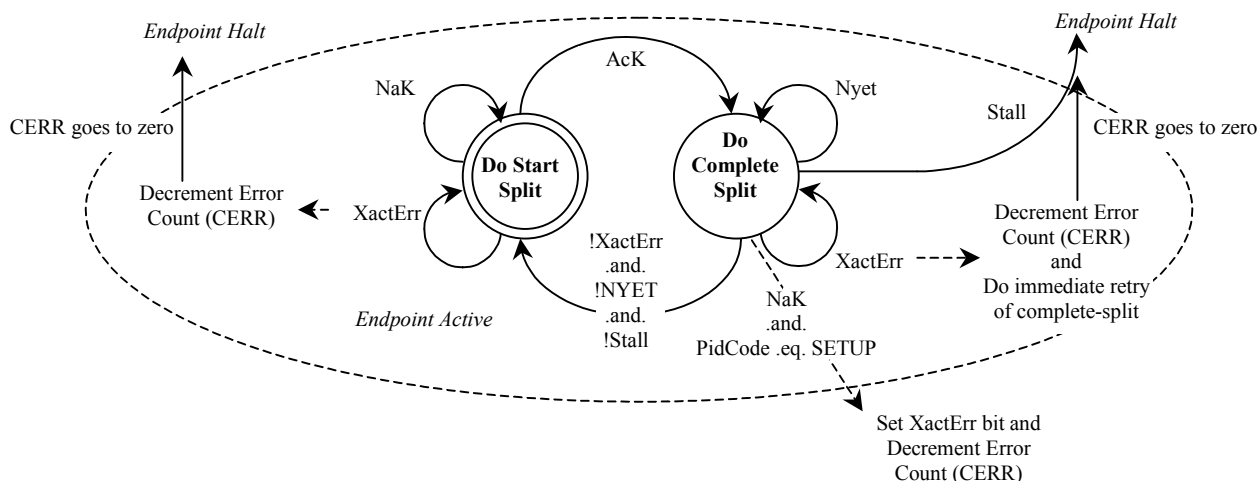 Endpoint Halt
Endpoint Halt
AcK
NaK
Nyet
Stall
CERR goes to zero
CERR goes to zero
Do Start
Split
Do
Complete
Split
Decrement Error
Count (CERR)
XactErr
!XactErr
.and.
!NYET
.and.
!Stall
XactErr
Decrement Error
Count (CERR)
and
Do immediate retry
of complete-split
Endpoint Active
NaK
.and.
PidCode .eq. SETUP
Set XactErr bit and
Decrement Error
Count (CERR)